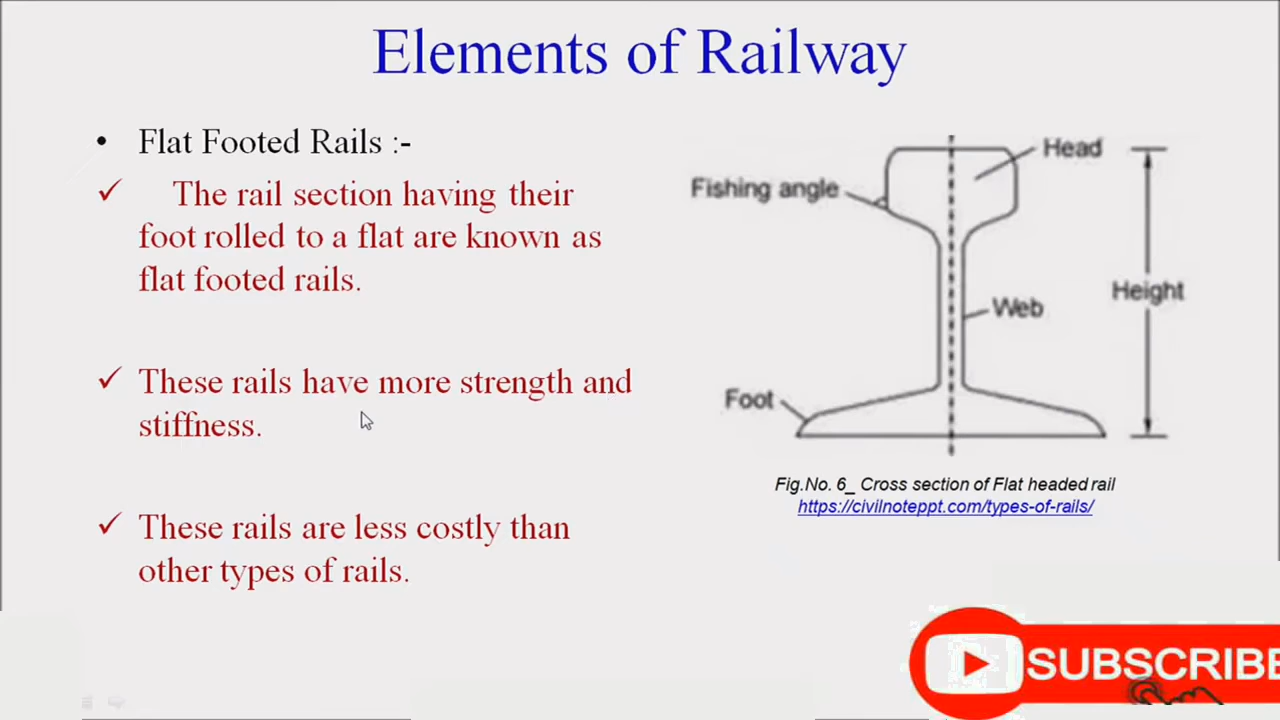 Elements of Railway
• Flat Footed Rails :-
✓ The rail section having their
foot rolled to a flat are known as
flat footed rails.
✓ These rails have more strength and
stiffness.
✓ These rails are less costly than
other types of rails.
Head
Fishing angle
Height
Web
Foot
Fig.No. 6_ Cross section of Flat headed rail
https://civilnoteppt.com/types-of-rails/
SUBSCRIBE